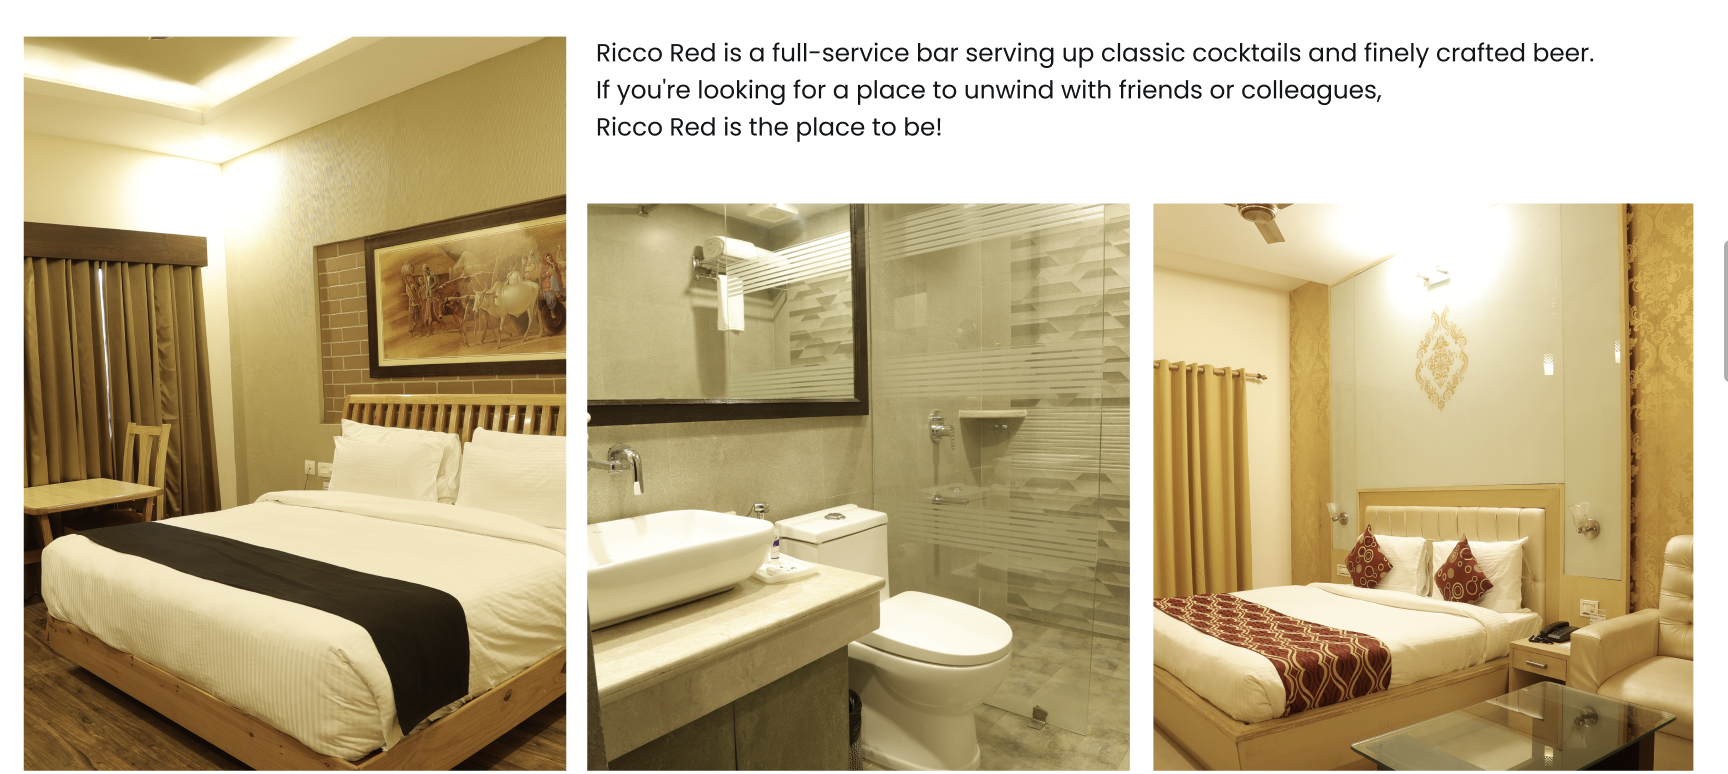 Ricco Red is a full-service bar serving up classic cocktails and finely crafted beer.
If you're looking for a place to unwind with friends or colleagues,
Ricco Red is the place to be!